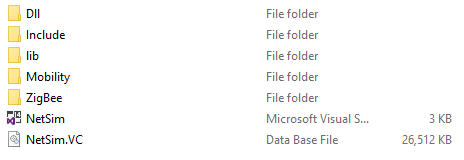 Dll File folder
Include File folder
lib File folder
Mobility File folder
ZigBee File folder
NetSim Microsoft Visual S... 3 KB
NetSim.VC Data Base File 26,512 KB